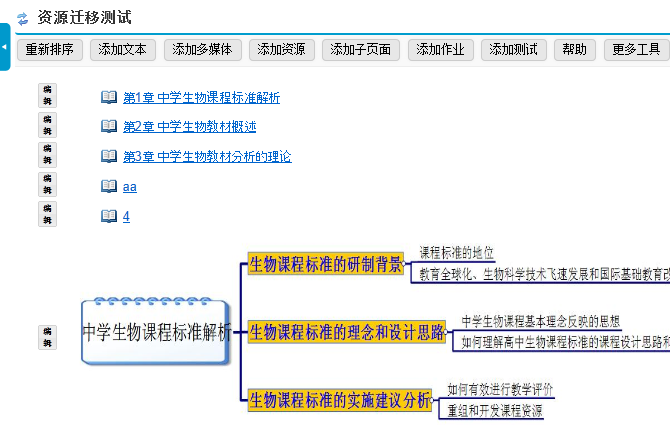 资源迁移测试
重新排序 添加文本 添加多媒体 添加资源 添加子页面 添加作业 添加测试 帮助 更多工具
编辑 第1章 中学生物课程标准解析
编辑 第2章 中学生物教材概述
编辑 第3章 中学生物教材分析的理论
编辑 aa
编辑 4
生物课程标准的研制背景
课程标准的地位
教育全球化、生物科学技术飞速发展和国际基础教育改
编辑 中学生物课程标准解析
生物课程标准的理念和设计思路
中学生物课程基本理念反映的思想
如何理解高中生物课程标准的课程设计思路和
生物课程标准的实施建议分析
如何有效进行教学评价
重组和开发课程资源